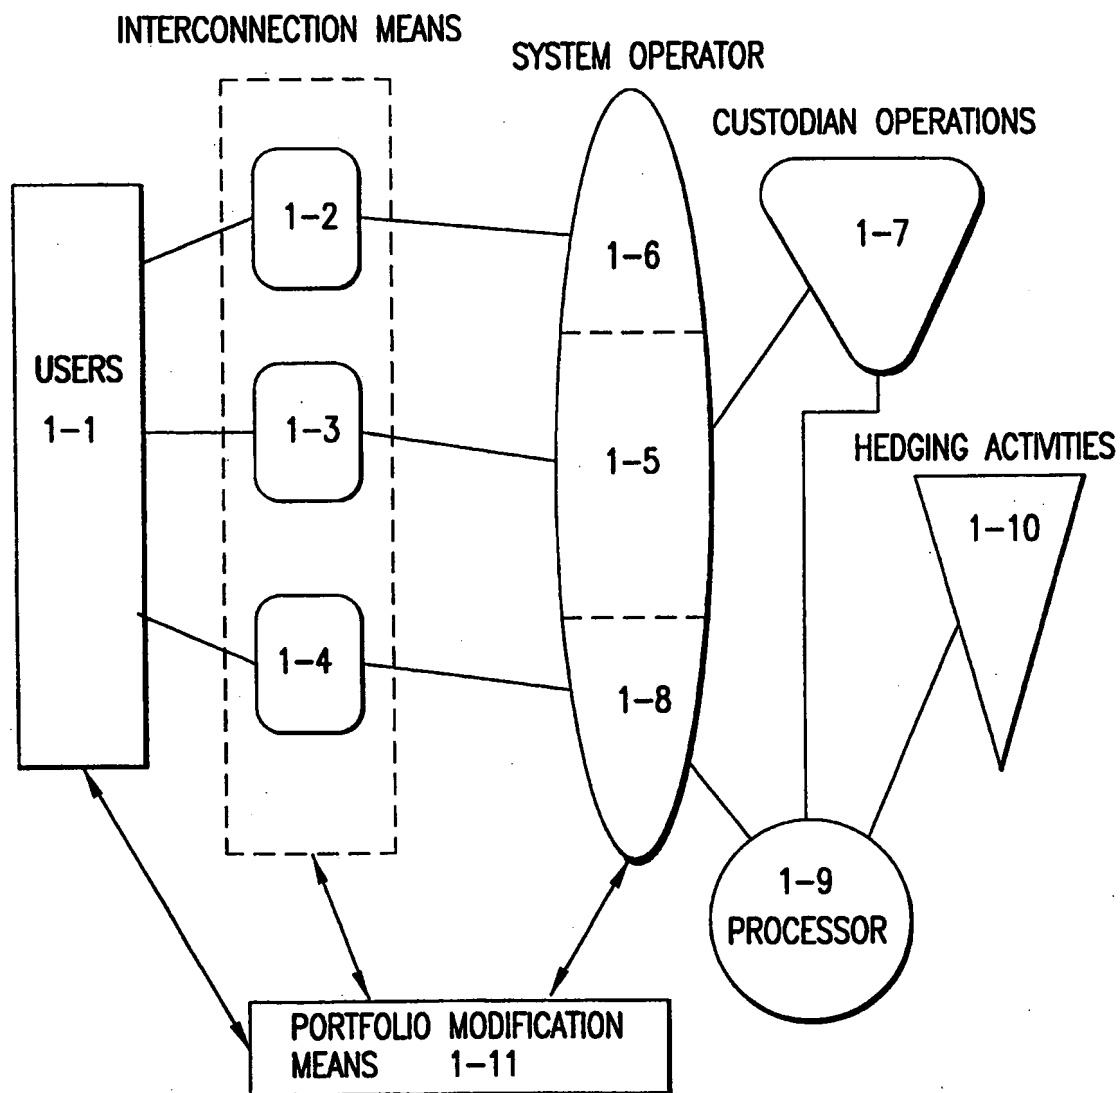 INTERCONNECTION MEANS
SYSTEM OPERATOR
CUSTODIAN OPERATIONS
1-2
1-6
1-7
USERS
1-1
1-3
1-5
HEDGING ACTIVITIES
1-10
1-4
1-8
1-9
PROCESSOR
PORTFOLIO MODIFICATION
MEANS 1-11